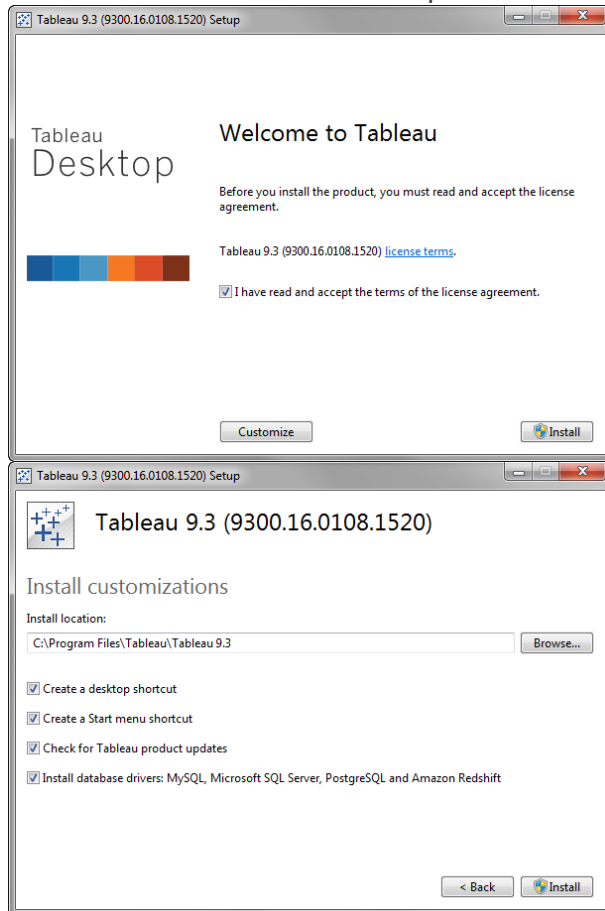 Tableau 9.3 (9300.16.0108.1520) Setup
Tableau
Desktop
Welcome to Tableau
Before you install the product, you must read and accept the license
agreement.
Tableau 9.3 (9300.16.0108.1520) license terms.
I have read and accept the terms of the license agreement.
Customize
Install
Tableau 9.3 (9300.16.0108.1520) Setup
Tableau 9.3 (9300.16.0108.1520)
Install customizations
Install location:
C:\Program Files\Tableau\Tableau 9.3
Browse...
Create a desktop shortcut
Create a Start menu shortcut
Check for Tableau product updates
Install database drivers: MySQL, Microsoft SQL Server, PostgreSQL and Amazon Redshift
< Back
Install